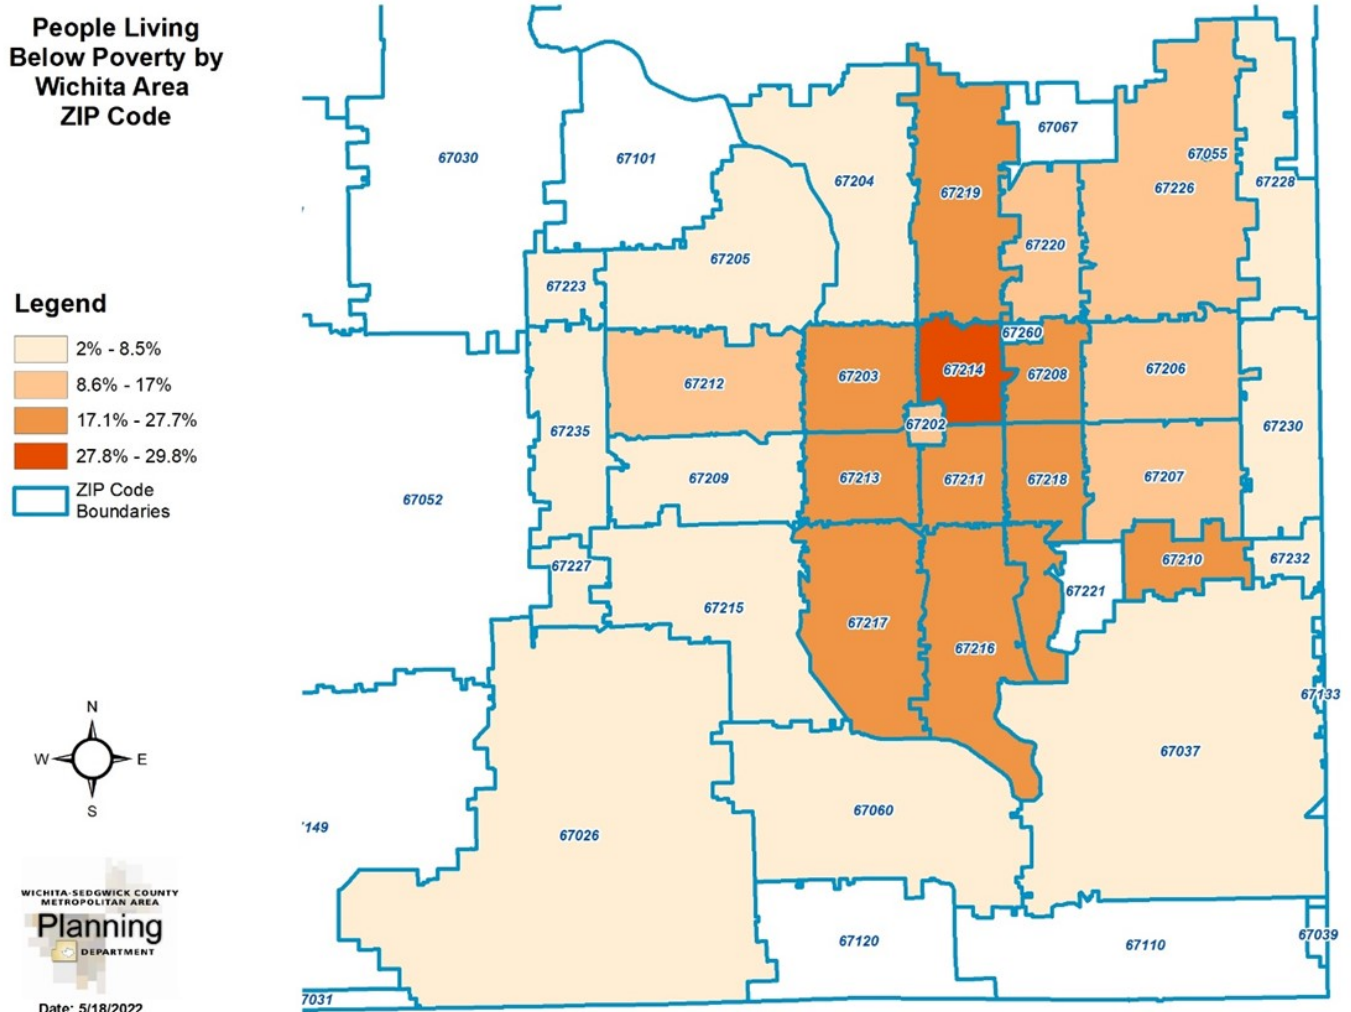 People Living
Below Poverty by
Wichita Area
ZIP Code
Legend
2% - 8.5%
8.6% - 17%
17.1% - 27.7%
27.8% - 29.8%
ZIP Code
Boundaries
N
W E
S
WICHITA-SEDGWICK COUNTY
METROPOLITAN AREA
Planning
DEPARTMENT
Date: 5/18/2022
67067
67030
67101
67055
67204
67219
67226
67228
67220
67205
67223
67260
67212
67203
67214
67208
67206
67235
67202
67230
67209
67213
67211
67218
67207
67052
67227
67210
67232
67221
67215
67217
67216
67133
67037
67060
149
67026
67120
67110
67039
7031